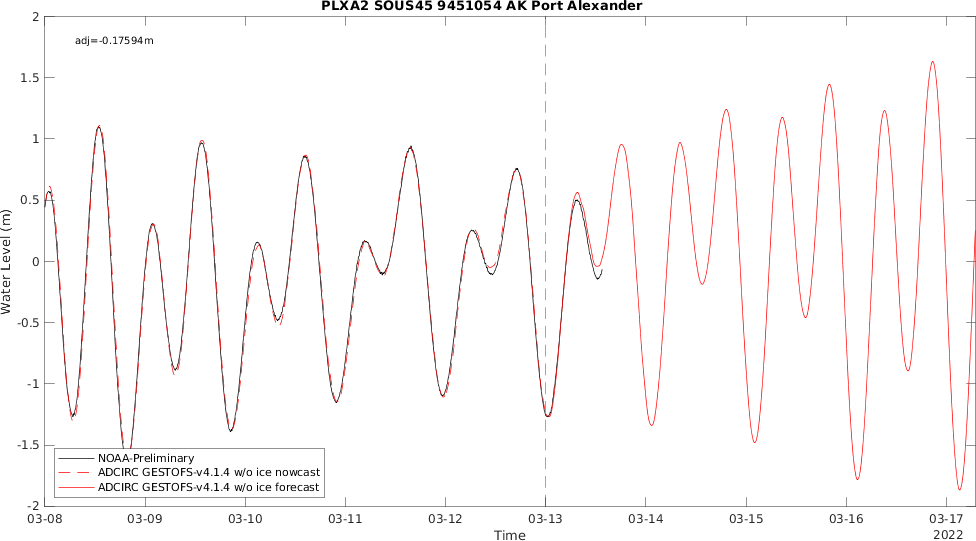 PLXA2 SOUS45 9451054 AK Port Alexander
adj=-0.17594m
2
1.5
1
0.5
0
-0.5
-1
-1.5
-2
Water Level (m)
NOAA-Preliminary
ADCIRC GESTOFS-v4.1.4 w/o ice nowcast
ADCIRC GESTOFS-v4.1.4 w/o ice forecast
03-08 03-09 03-10 03-11 03-12 03-13 03-14 03-15 03-16 03-17
Time
2022